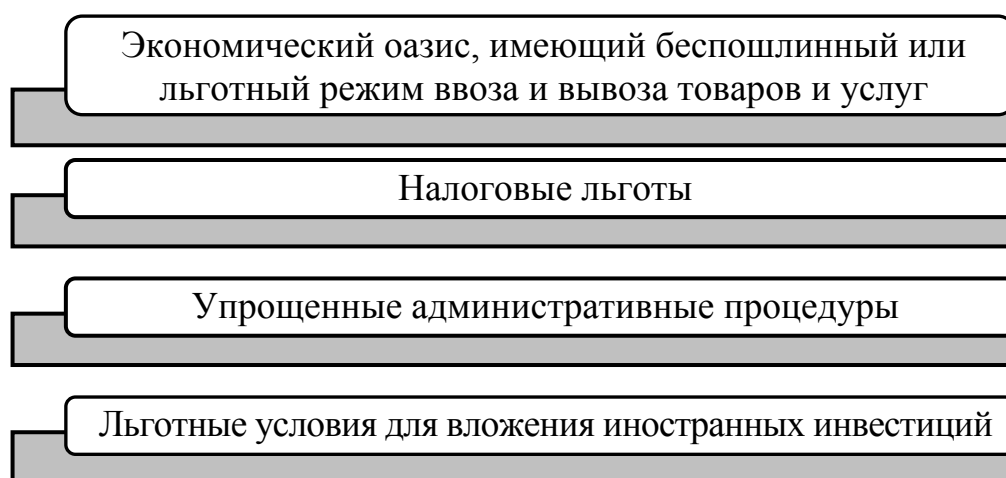 Экономический оазис, имеющий беспошлинный или
льготный режим ввоза и вывоза товаров и услуг
Налоговые льготы
Упрощенные административные процедуры
Льготные условия для вложения иностранных инвестиций